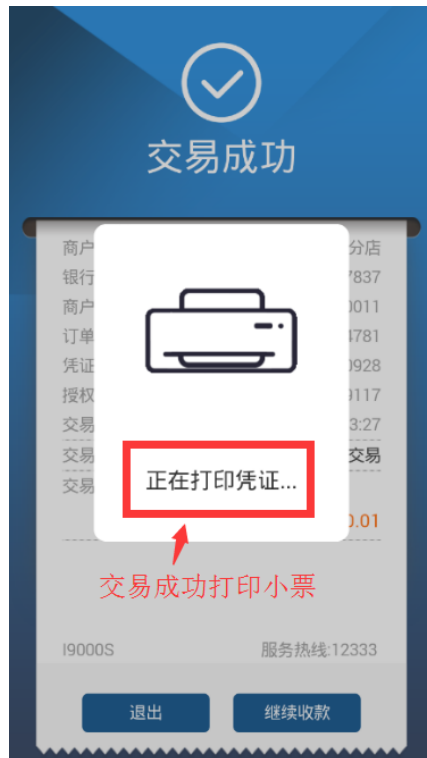 交易成功
商户 分店
银行 7837
商户 0011
订单 4781
凭证 0928
授权 9117
交易 3:27
交易 交易
交易
正在打印凭证...
0.01
交易成功打印小票
I9000S 服务热线:12333
退出 继续收款